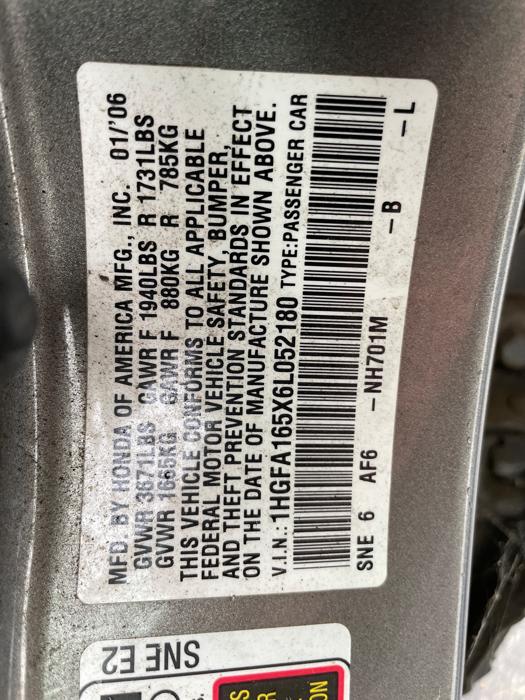 MFD. BY HONDA OF AMERICA MFG., INC. 01/'06
GVWR 3671LBS GAWR F 1940LBS R 1731LBS
GVWR 1665KG GAWR F 880KG R 785KG
THIS VEHICLE CONFORMS TO ALL APPLICABLE
FEDERAL MOTOR VEHICLE SAFETY, BUMPER,
AND THEFT PREVENTION STANDARDS IN EFFECT
ON THE DATE OF MANUFACTURE SHOWN ABOVE.
V.I.N.: 1HGFA165X6L052180 TYPE:PASSENGER CAR
SNE 6 AF6 – NH701M – B – L
SNE E2
ON